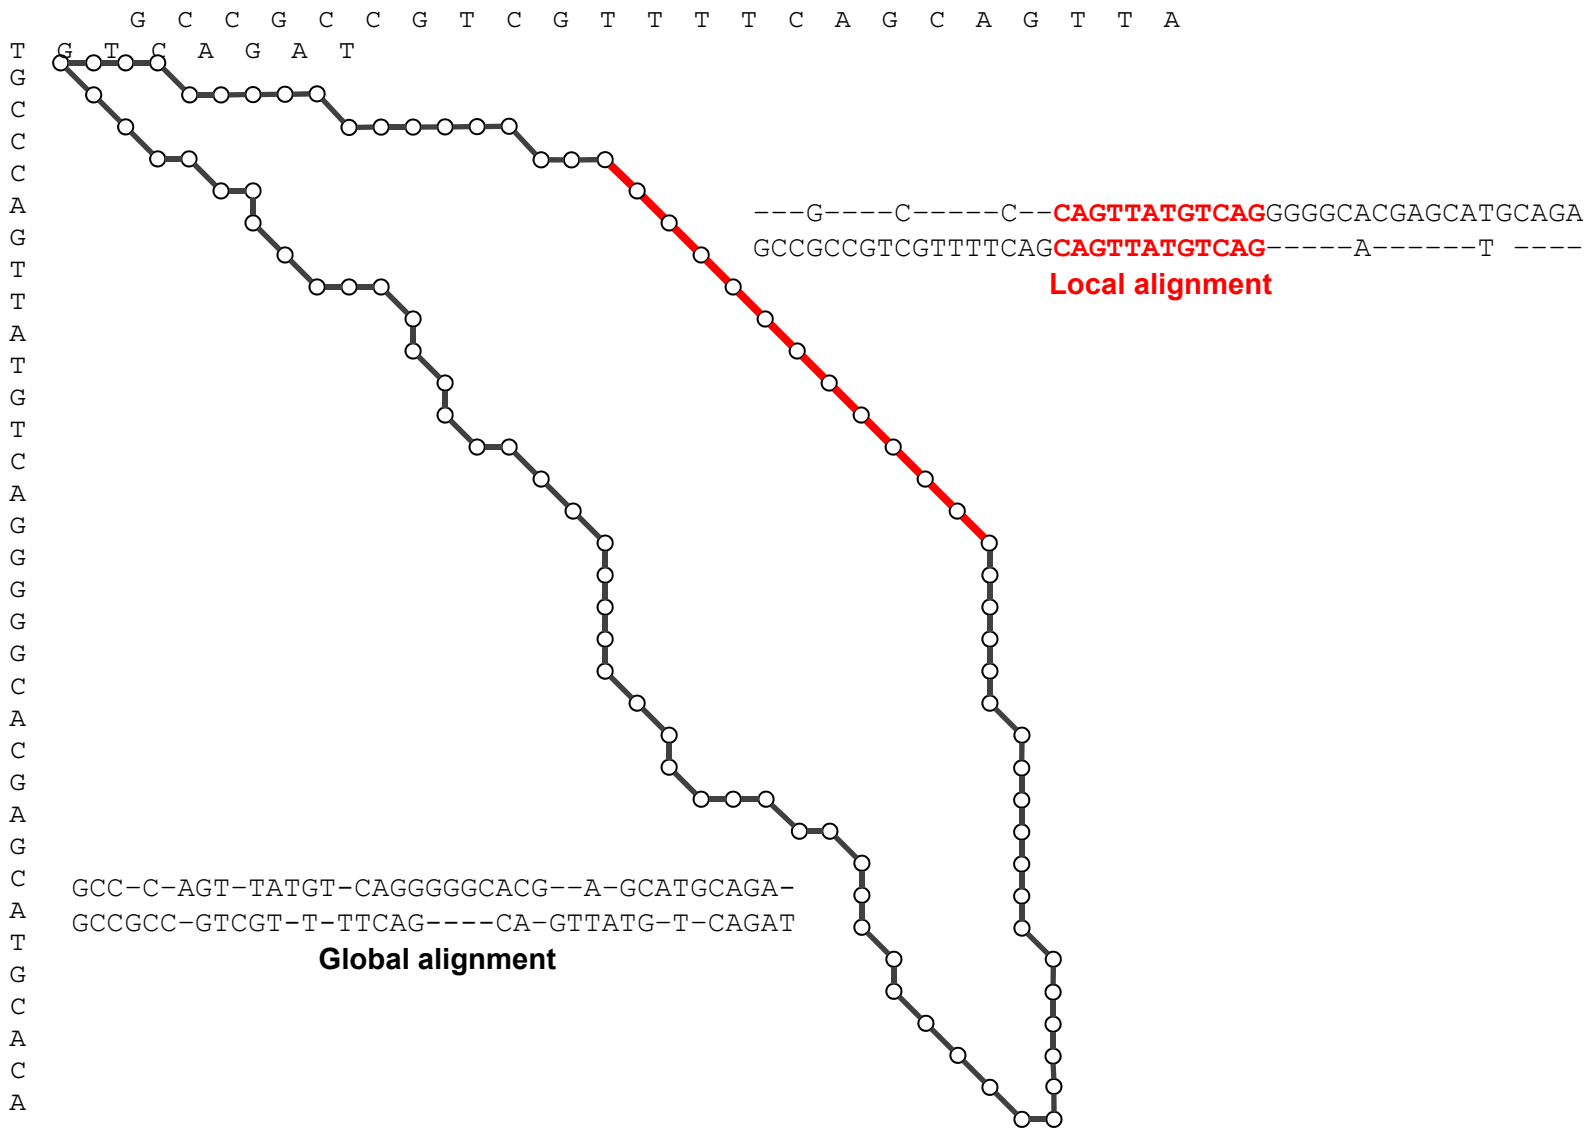 G C C G C C G T C G T T T T C A G C A G T T A
T G T C A G A T
G
C
C
C
A
G
T
T
A
T
G
T
C
A
G
G
G
G
G
C
A
C
G
A
G
C
A
T
G
C
A
C
A
---G----C-----C--CAGTTATGTCAGGGGGCACGAGCATGCAGA
GCCGCCGTCGTTTTCAGCAGTTATGTCAG-----A------T ----
Local alignment
GCC-C-AGT-TATGT-CAGGGGGCACG--A-GCATGCAGA-
GCCGCC-GTCGT-T-TTCAG----CA-GTTATG-T-CAGAT
Global alignment